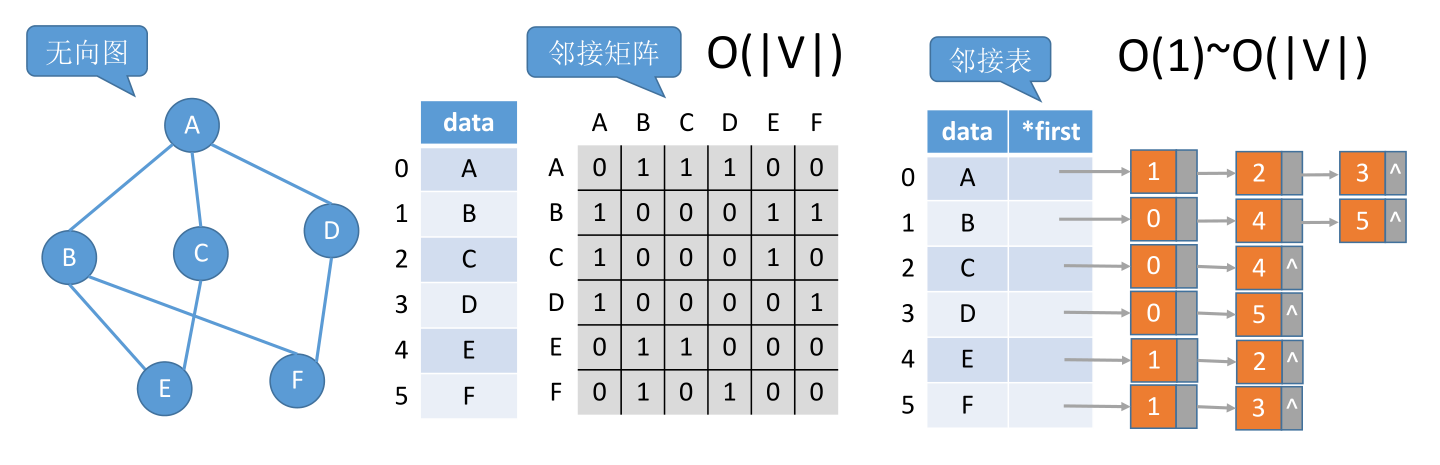 无向图
A
B
C
D
E
F
邻接矩阵
O(|V|)
data
0 A
1 B
2 C
3 D
4 E
5 F
A B C D E F
A 0 1 1 1 0 0
B 1 0 0 0 1 1
C 1 0 0 0 1 0
D 1 0 0 0 0 1
E 0 1 1 0 0 0
F 0 1 0 1 0 0
邻接表
O(1)~O(|V|)
data *first
0 A 1 2 3 ^
1 B 0 4 5 ^
2 C 0 4 ^
3 D 0 5 ^
4 E 1 2 ^
5 F 1 3 ^